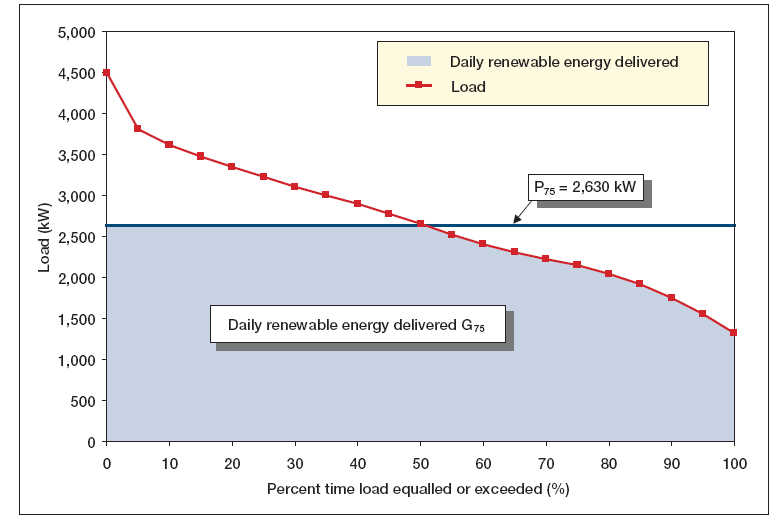 5,000
4,500
4,000
3,500
3,000
2,500
2,000
1,500
1,000
500
0
Load (kW)
Daily renewable energy delivered
Load
P75 = 2,630 kW
Daily renewable energy delivered G75
0 10 20 30 40 50 60 70 80 90 100
Percent time load equalled or exceeded (%)